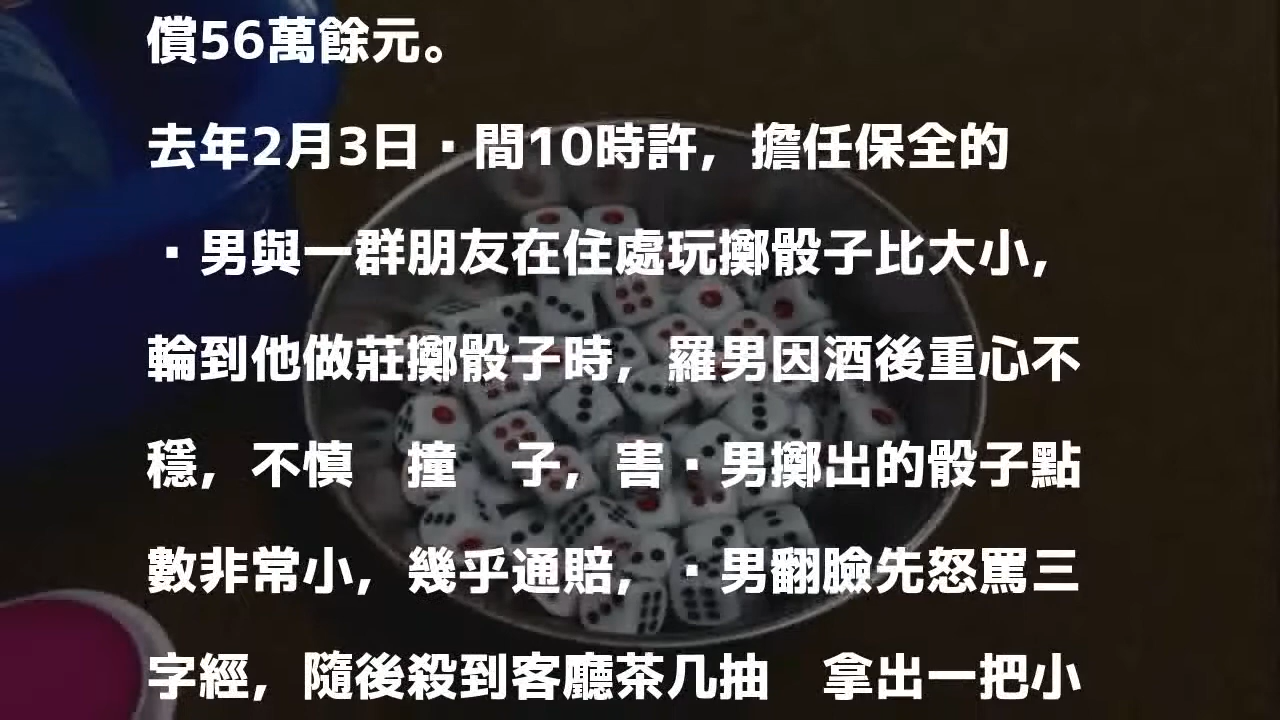 償56萬餘元。
去年2月3日·間10時許，擔任保全的
·男與一群朋友在住處玩擲骰子比大小，
輪到他做莊擲骰子時，羅男因酒後重心不
穩，不慎　撞　子，害·男擲出的骰子點
數非常小，幾乎通賠，·男翻臉先怒罵三
字經，隨後殺到客廳茶几抽　拿出一把小